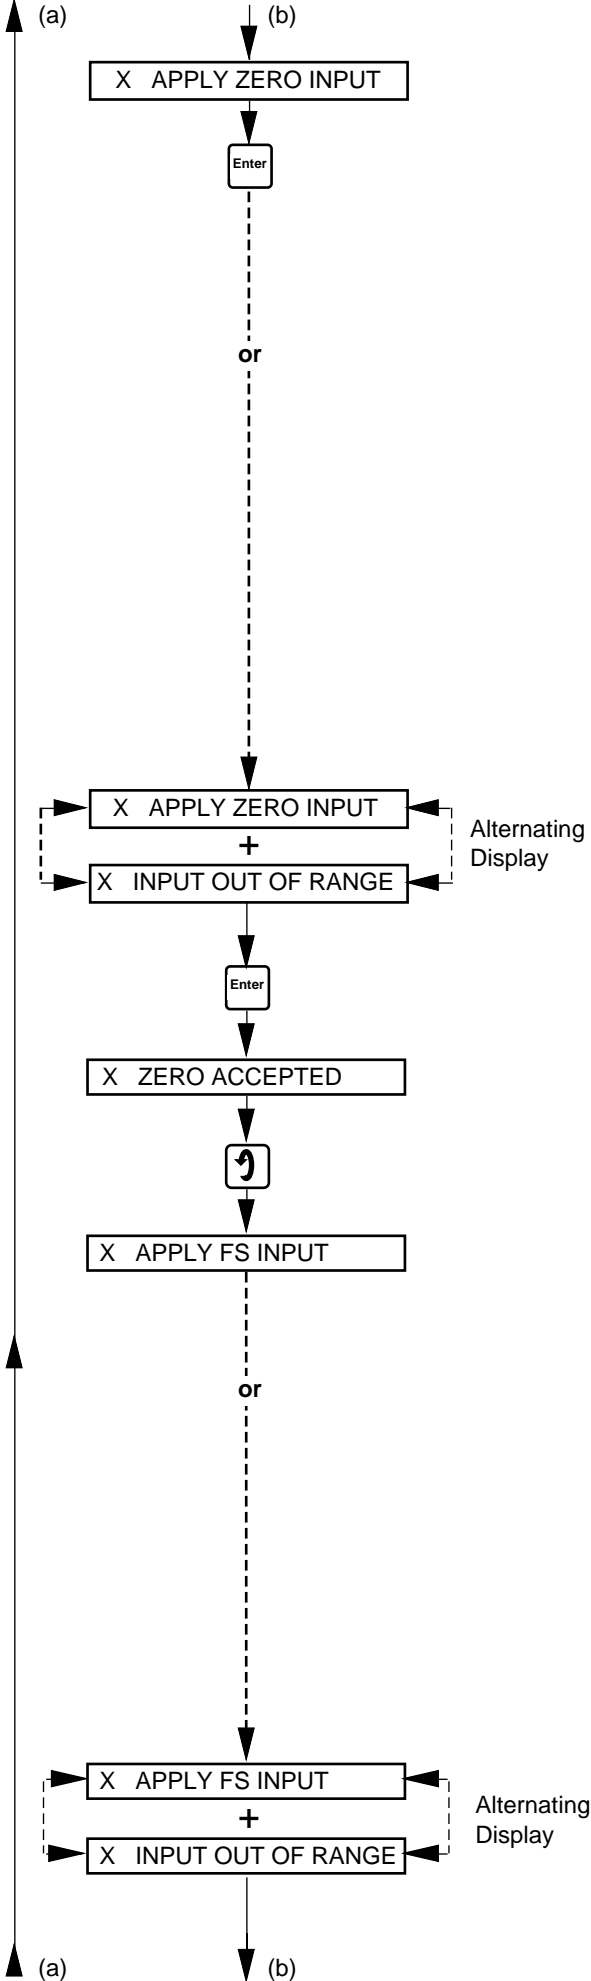 (a) (b)
X APPLY ZERO INPUT
Enter
or
X APPLY ZERO INPUT
+
X INPUT OUT OF RANGE
Alternating
Display
Enter
X ZERO ACCEPTED
X APPLY FS INPUT
or
X APPLY FS INPUT
+
X INPUT OUT OF RANGE
Alternating
Display
(a) (b)